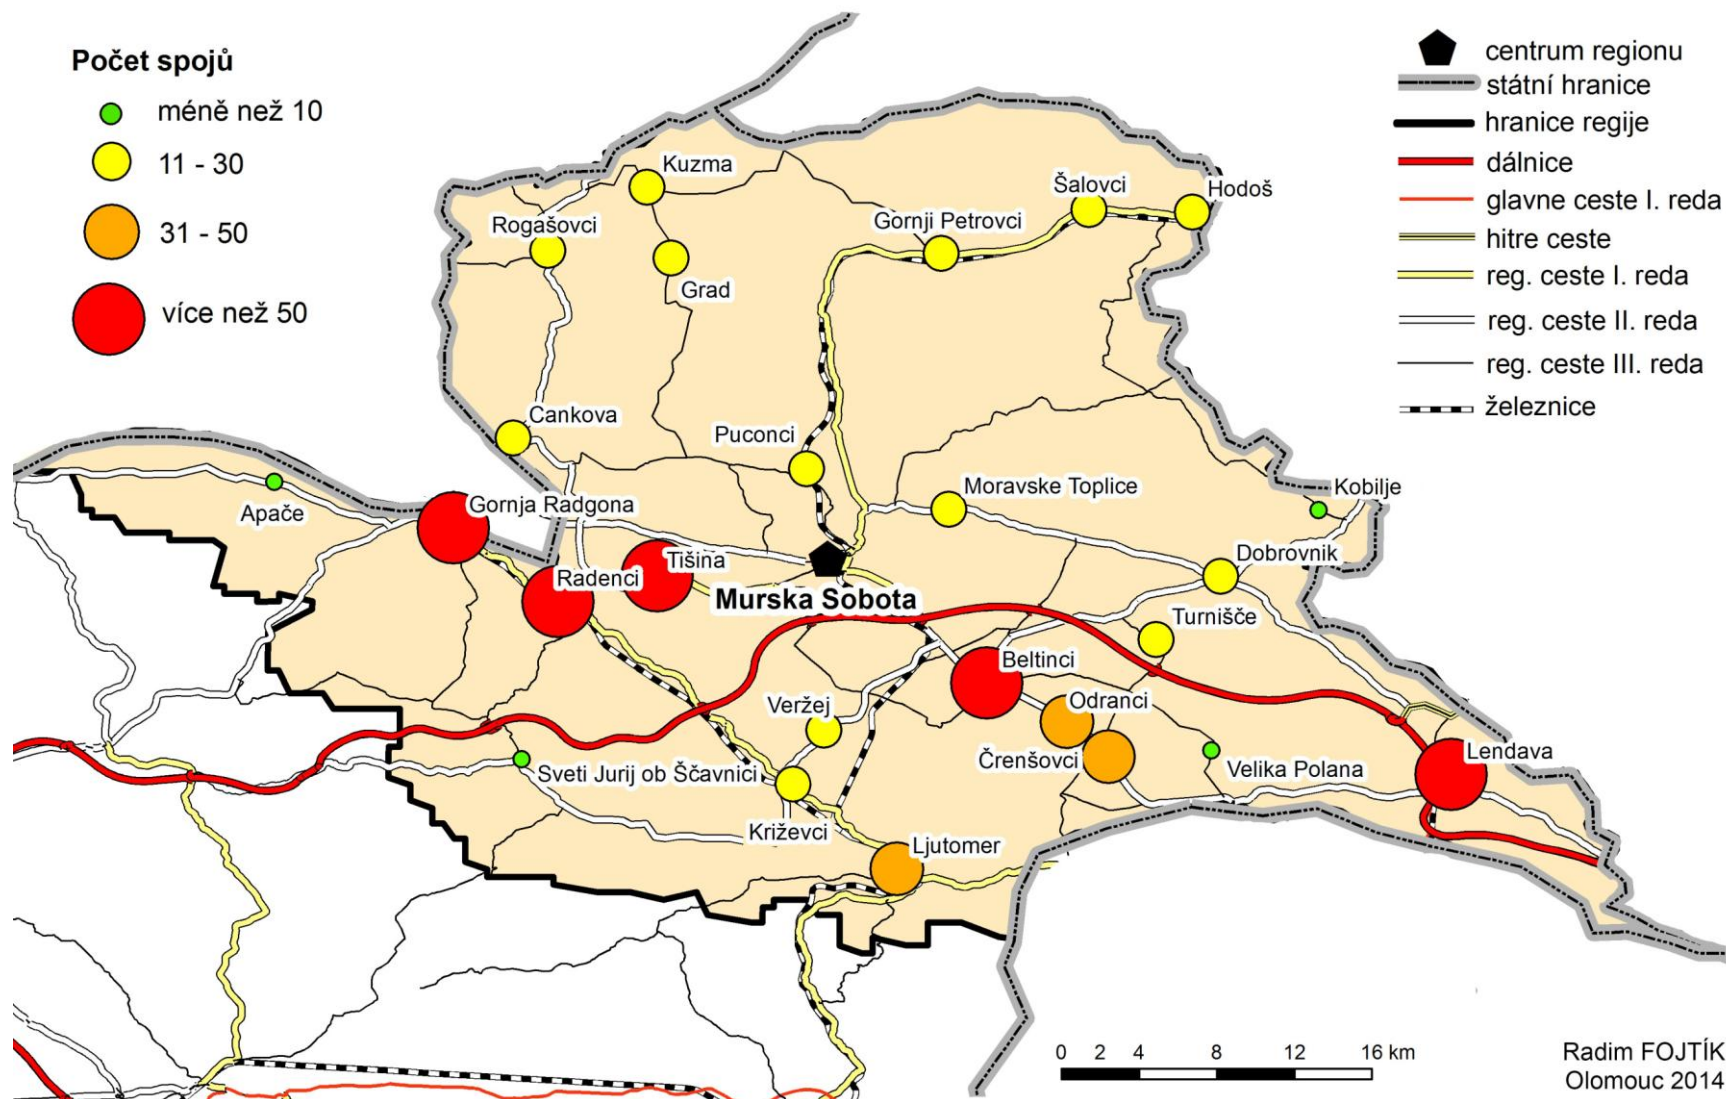 Počet spojů
méně než 10
11 - 30
31 - 50
více než 50
centrum regionu
státní hranice
hranice regije
dálnice
glavne ceste I. reda
hitre ceste
reg. ceste I. reda
reg. ceste II. reda
reg. ceste III. reda
železnice
Kuzma
Šalovci
Hodoš
Rogašovci
Gornji Petrovci
Grad
Cankova
Puconci
Moravske Toplice
Kobilje
Apače
Gornja Radgona
Dobrovnik
Tišina
Radenci
Murska Sobota
Turnišče
Beltinci
Veržej
Odranci
Črenšovci
Lendava
Sveti Jurij ob Ščavnici
Velika Polana
Križevci
Ljutomer
0 2 4 8 12 16 km
Radim FOJTÍK
Olomouc 2014